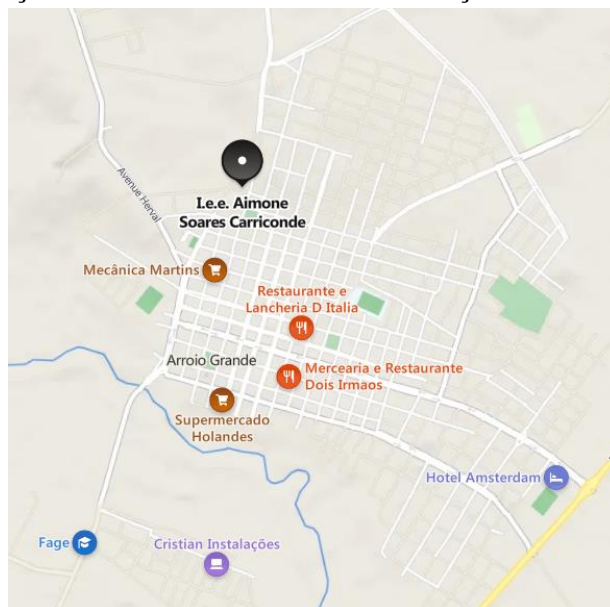 Avenue Herval
I.e.e. Aimone
Soares Carriconde
Mecânica Martins
Restaurante e
Lancheria D Italia
Arroio Grande
Mercearia e Restaurante
Dois Irmaos
Supermercado
Holandes
Hotel Amsterdam
Fage
Cristian Instalações